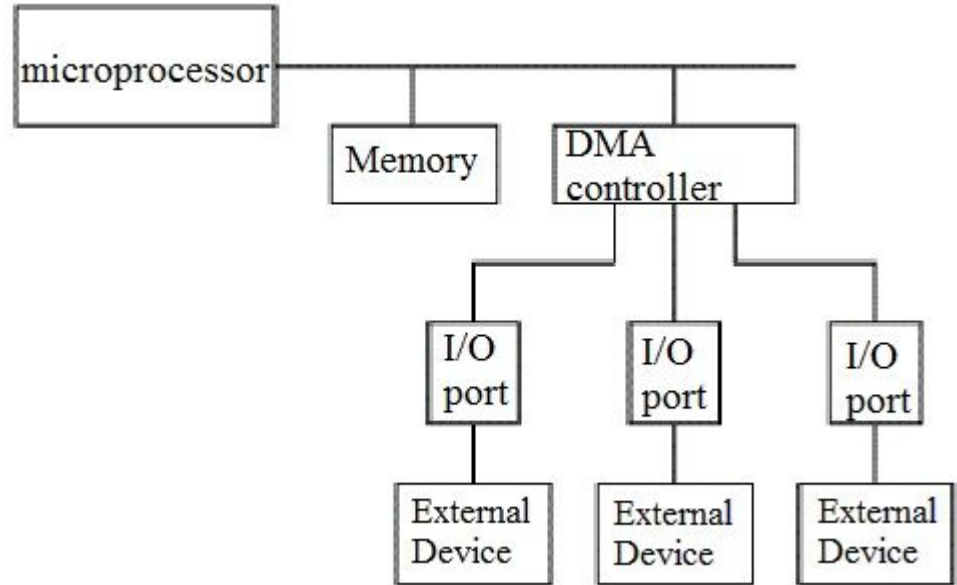 microprocessor
Memory
DMA
controller
I/O
port
I/O
port
I/O
port
External
Device
External
Device
External
Device